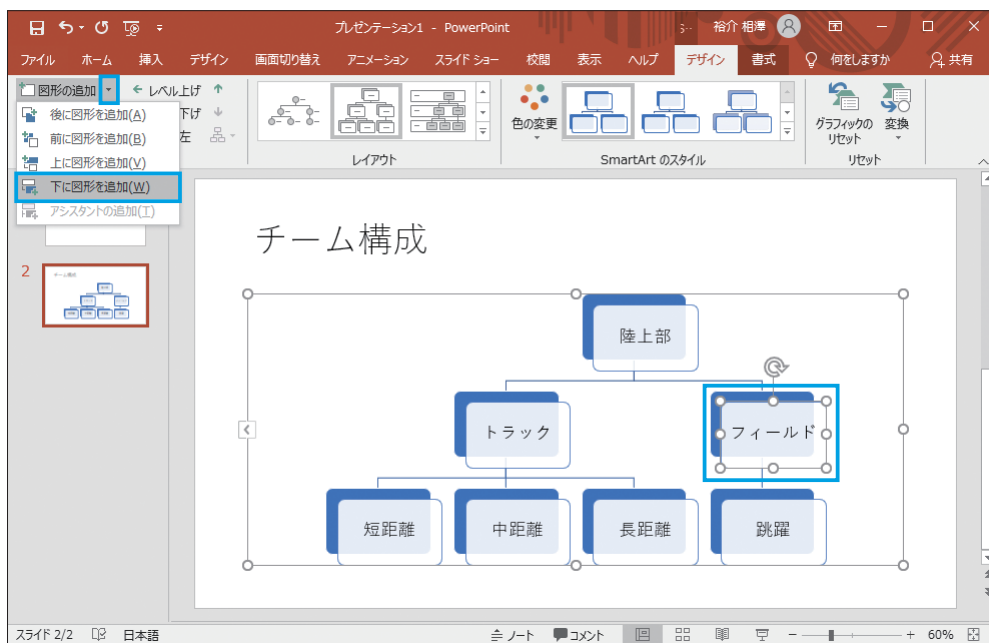 プレゼンテーション1 - PowerPoint
裕介 相澤
ファイル ホーム 挿入 デザイン 画面切り替え アニメーション スライド ショー 校閲 表示 ヘルプ デザイン 書式 何をしますか 共有
図形の追加 レベル上げ
後に図形を追加(A) 下げ
前に図形を追加(B) 左
上に図形を追加(V)
下に図形を追加(W)
アシスタントの追加(T)
レイアウト
色の変更
SmartArt のスタイル
グラフィックの
リセット
変換
リセット
2
チーム構成
チーム構成
陸上部
トラック
フィールド
短距離
中距離
長距離
跳躍
スライド 2/2 日本語 ノート コメント 60%